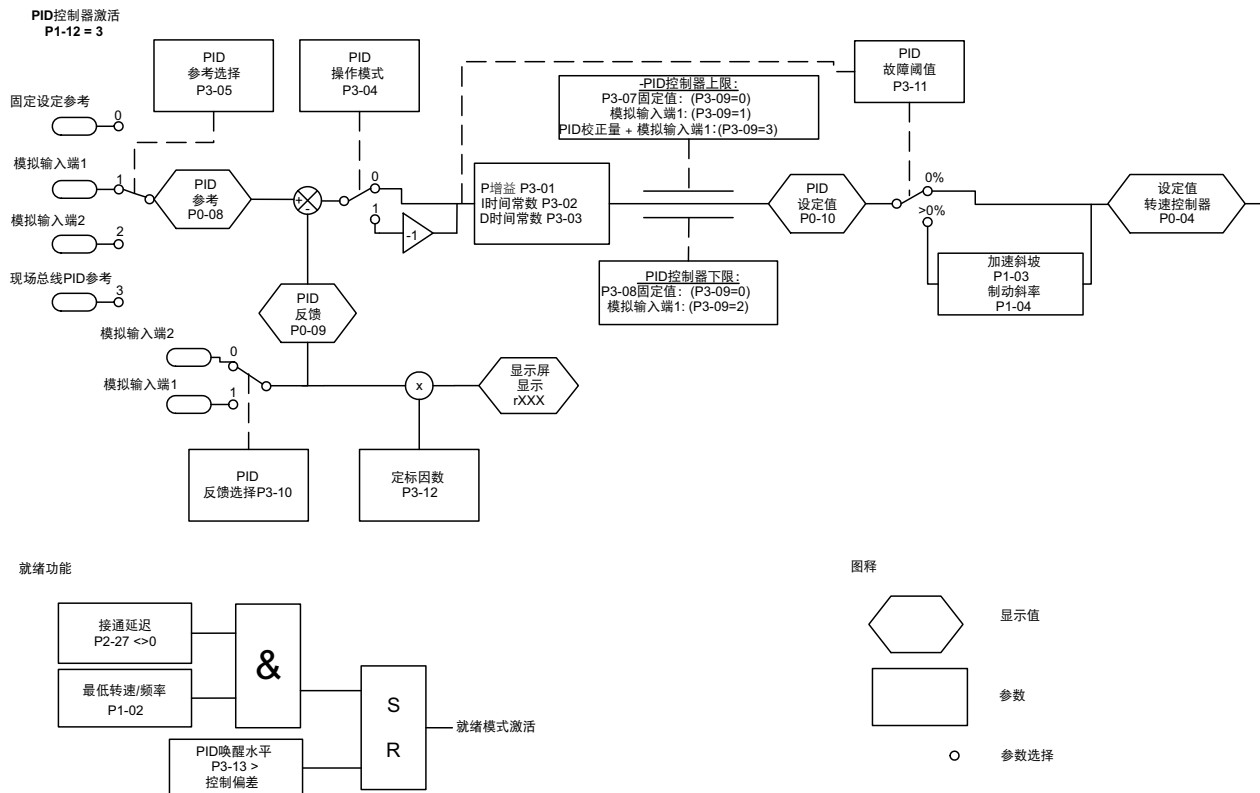 PID控制器激活
P1-12 = 3
PID
参考选择
P3-05
PID
操作模式
P3-04
PID
故障阈值
P3-11
-PID控制器上限:
P3-07固定值: (P3-09=0)
模拟输入端1: (P3-09=1)
PID校正量 + 模拟输入端1:(P3-09=3)
固定设定参考
0
模拟输入端1
1
模拟输入端2
2
现场总线PID参考
3
PID
参考
P0-08
+
-
0
1
-1
P增益 P3-01
I时间常数 P3-02
D时间常数 P3-03
PID
设定值
P0-10
0%
>0%
设定值
转速控制器
P0-04
加速斜坡
P1-03
制动斜率
P1-04
PID控制器下限:
P3-08固定值: (P3-09=0)
模拟输入端1: (P3-09=2)
PID
反馈
P0-09
模拟输入端2
0
模拟输入端1
1
x
显示屏
显示
rXXX
PID
反馈选择P3-10
定标因数
P3-12
就绪功能
接通延迟
P2-27 <>0
最低转速/频率
P1-02
&
PID唤醒水平
P3-13 >
控制偏差
S
R
就绪模式激活
图释
显示值
参数
参数选择